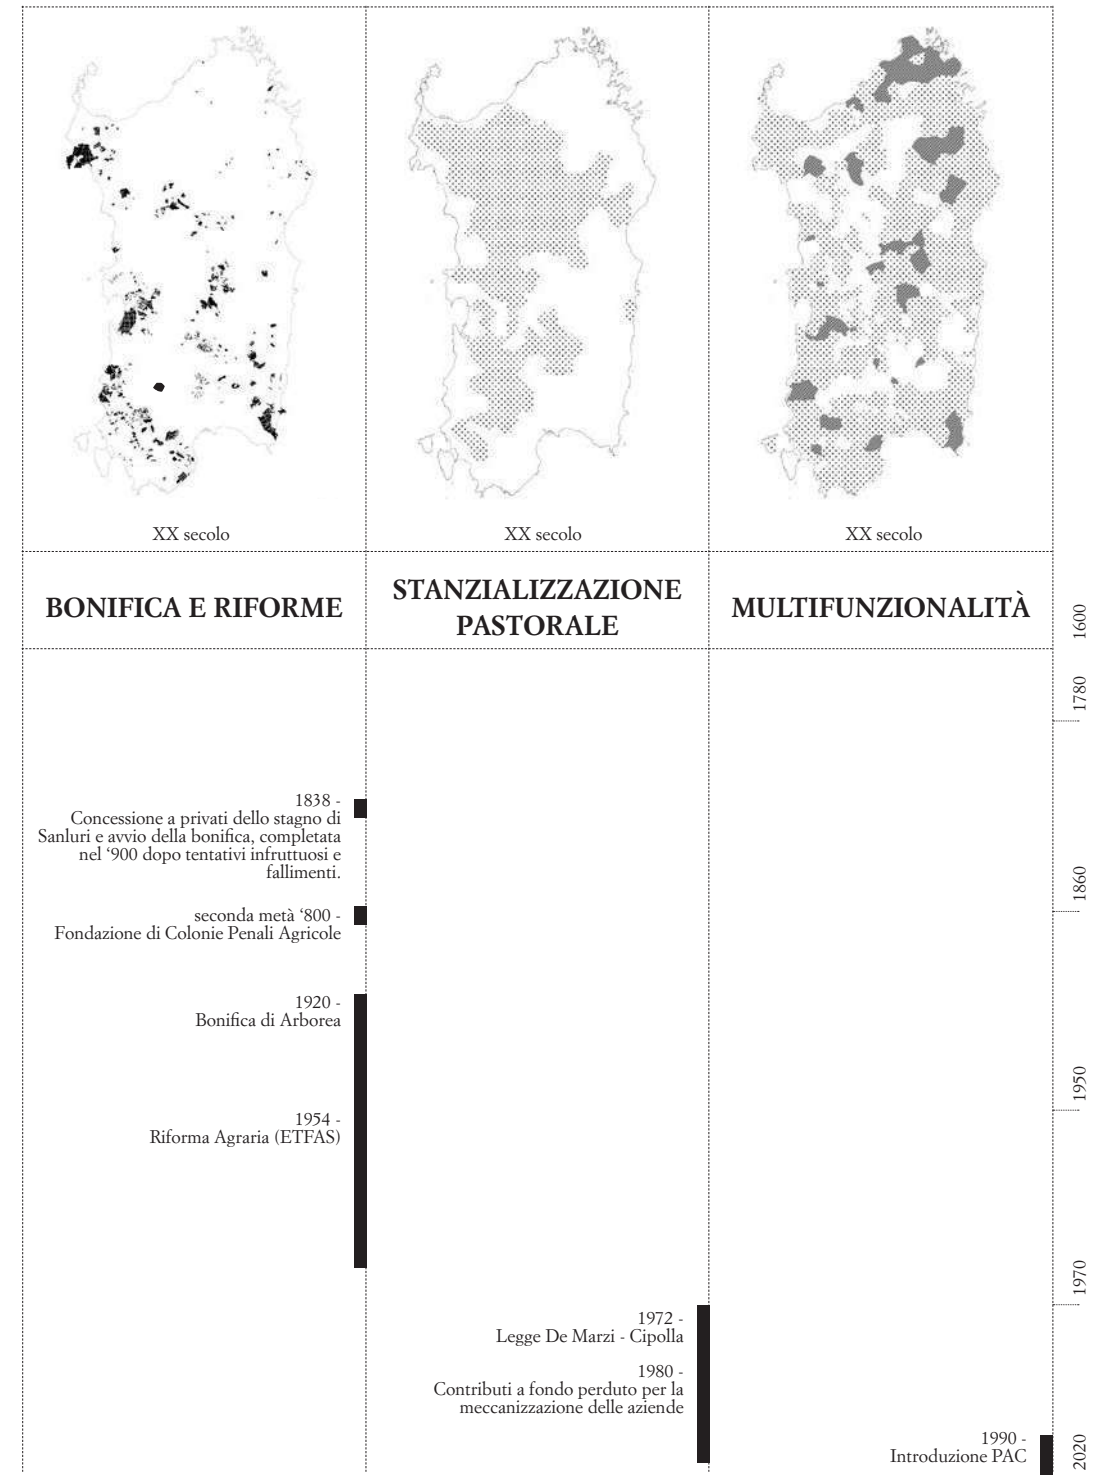 XX secolo
XX secolo
XX secolo
BONIFICA E RIFORME
STANZIALIZZAZIONE
PASTORALE
MULTIFUNZIONALITÀ
1600
1780
1838 -
Concessione a privati dello stagno di
Sanluri e avvio della bonifica, completata
nel ‘900 dopo tentativi infruttuosi e
fallimenti.
1860
seconda metà ‘800 -
Fondazione di Colonie Penali Agricole
1920 -
Bonifica di Arborea
1950
1954 -
Riforma Agraria (ETFAS)
1970
1972 -
Legge De Marzi - Cipolla
1980 -
Contributi a fondo perduto per la
meccanizzazione delle aziende
1990 -
Introduzione PAC
2020